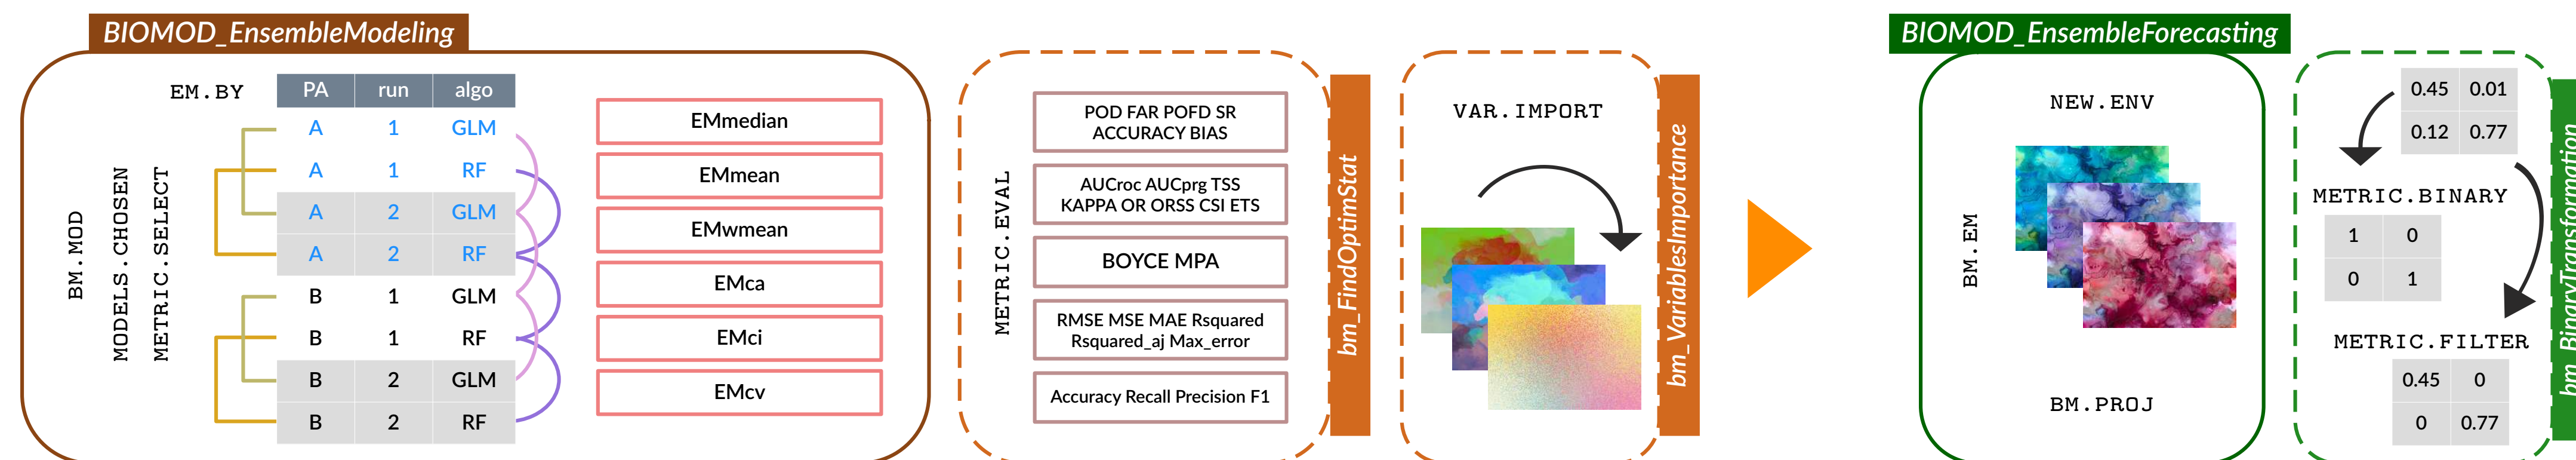 BIOMOD_EnsembleModeling
BM.MOD
MODELS.CHOSEN
METRIC.SELECT
EM.BY
PA run algo
A 1 GLM
A 1 RF
A 2 GLM
A 2 RF
B 1 GLM
B 1 RF
B 2 GLM
B 2 RF
EMmedian
EMmean
EMwmean
EMca
EMci
EMcv
METRIC.EVAL
POD FAR POFD SR
ACCURACY BIAS
AUCroc AUCprg TSS
KAPPA OR ORSS CSI ETS
BOYCE MPA
RMSE MSE MAE Rsquared
Rsquared_aj Max_error
Accuracy Recall Precision F1
bm_FindOptimStat
VAR.IMPORT
bm_VariablesImportance
BIOMOD_EnsembleForecasting
BM.EM
NEW.ENV
BM.PROJ
0.45 0.01
0.12 0.77
METRIC.BINARY
1 0
0 1
METRIC.FILTER
0.45 0
0 0.77
bm_BinaryTransformation